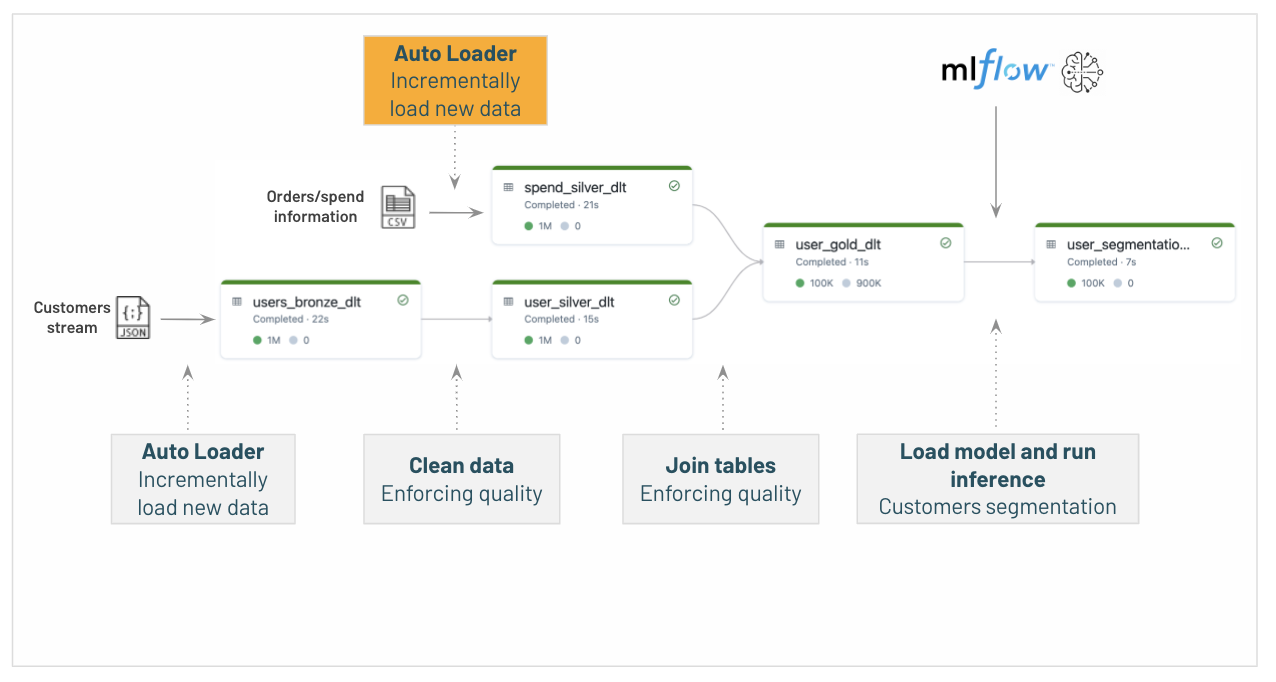 Auto Loader
Incrementally
load new data
mlflow
Orders/spend
information
CSV
spend_silver_dlt
Completed · 21s
1M 0
user_gold_dlt
Completed · 11s
100K 900K
user_segmentatio...
Completed · 7s
100K 0
Customers
stream
{;}
JSON
users_bronze_dlt
Completed · 22s
1M 0
user_silver_dlt
Completed · 15s
1M 0
Auto Loader
Incrementally
load new data
Clean data
Enforcing quality
Join tables
Enforcing quality
Load model and run
inference
Customers segmentation